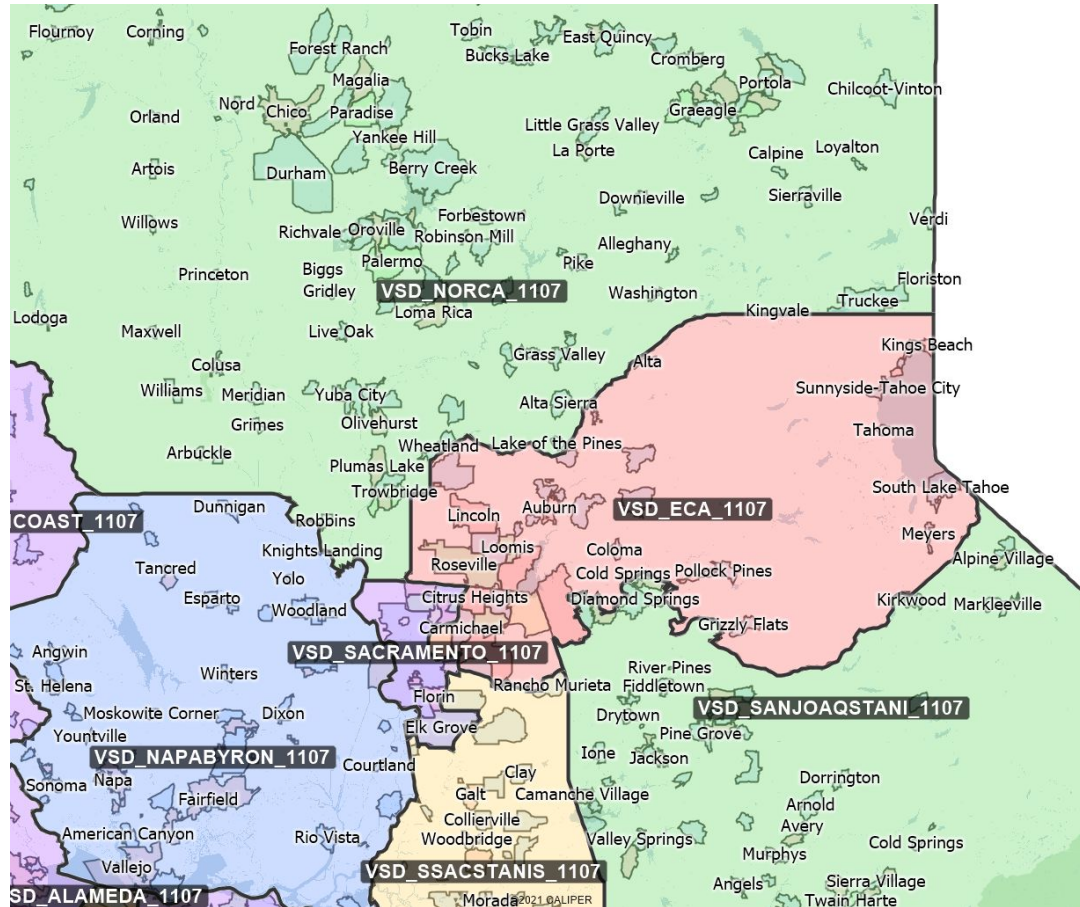 Flournoy
Corning
Tobin
East Quincy
Forest Ranch
Bucks Lake
Cromberg
Magalia
Portola
Chilcoot-Vinton
Nord
Chico
Paradise
Graeagle
Orland
Little Grass Valley
Yankee Hill
La Porte
Calpine
Loyalton
Artois
Durham
Berry Creek
Downieville
Sierraville
Willows
Forbestown
Verdi
Richvale
Oroville
Robinson Mill
Alleghany
Palermo
Pike
Princeton
Biggs
Floriston
Gridley
VSD_NORCA_1107
Washington
Truckee
Lodoga
Loma Rica
Kingvale
Maxwell
Live Oak
Kings Beach
Grass Valley
Alta
Colusa
Williams
Meridian
Yuba City
Sunnyside-Tahoe City
Alta Sierra
Grimes
Olivehurst
Tahoma
Arbuckle
Wheatland
Lake of the Pines
Plumas Lake
Trowbridge
South Lake Tahoe
Dunnigan
Lincoln
Auburn
VSD_ECA_1107
COAST_1107
Robbins
Meyers
Knights Landing
Loomis
Coloma
Alpine Village
Tancred
Yolo
Roseville
Cold Springs
Pollock Pines
Esparto
Woodland
Citrus Heights
Diamond Springs
Kirkwood
Markleeville
Carmichael
Grizzly Flats
Angwin
VSD_SACRAMENTO_1107
Winters
River Pines
St. Helena
Florin
Rancho Murieta
Fiddletown
Moskowite Corner
Dixon
Drytown
VSD_SANJOAQSTANI_1107
Yountville
Elk Grove
Pine Grove
VSD_NAPABYRON_1107
Courtland
Ione
Jackson
Sonoma
Napa
Clay
Dorrington
Fairfield
Galt
Camanche Village
Arnold
American Canyon
Rio Vista
Collierville
Avery
Woodbridge
Valley Springs
Cold Springs
Vallejo
VSD_SSACSTANIS_1107
Murphys
Angels
Sierra Village
SD_ALAMEDA_1107
Morada
©2021 CALIPER
Twain Harte